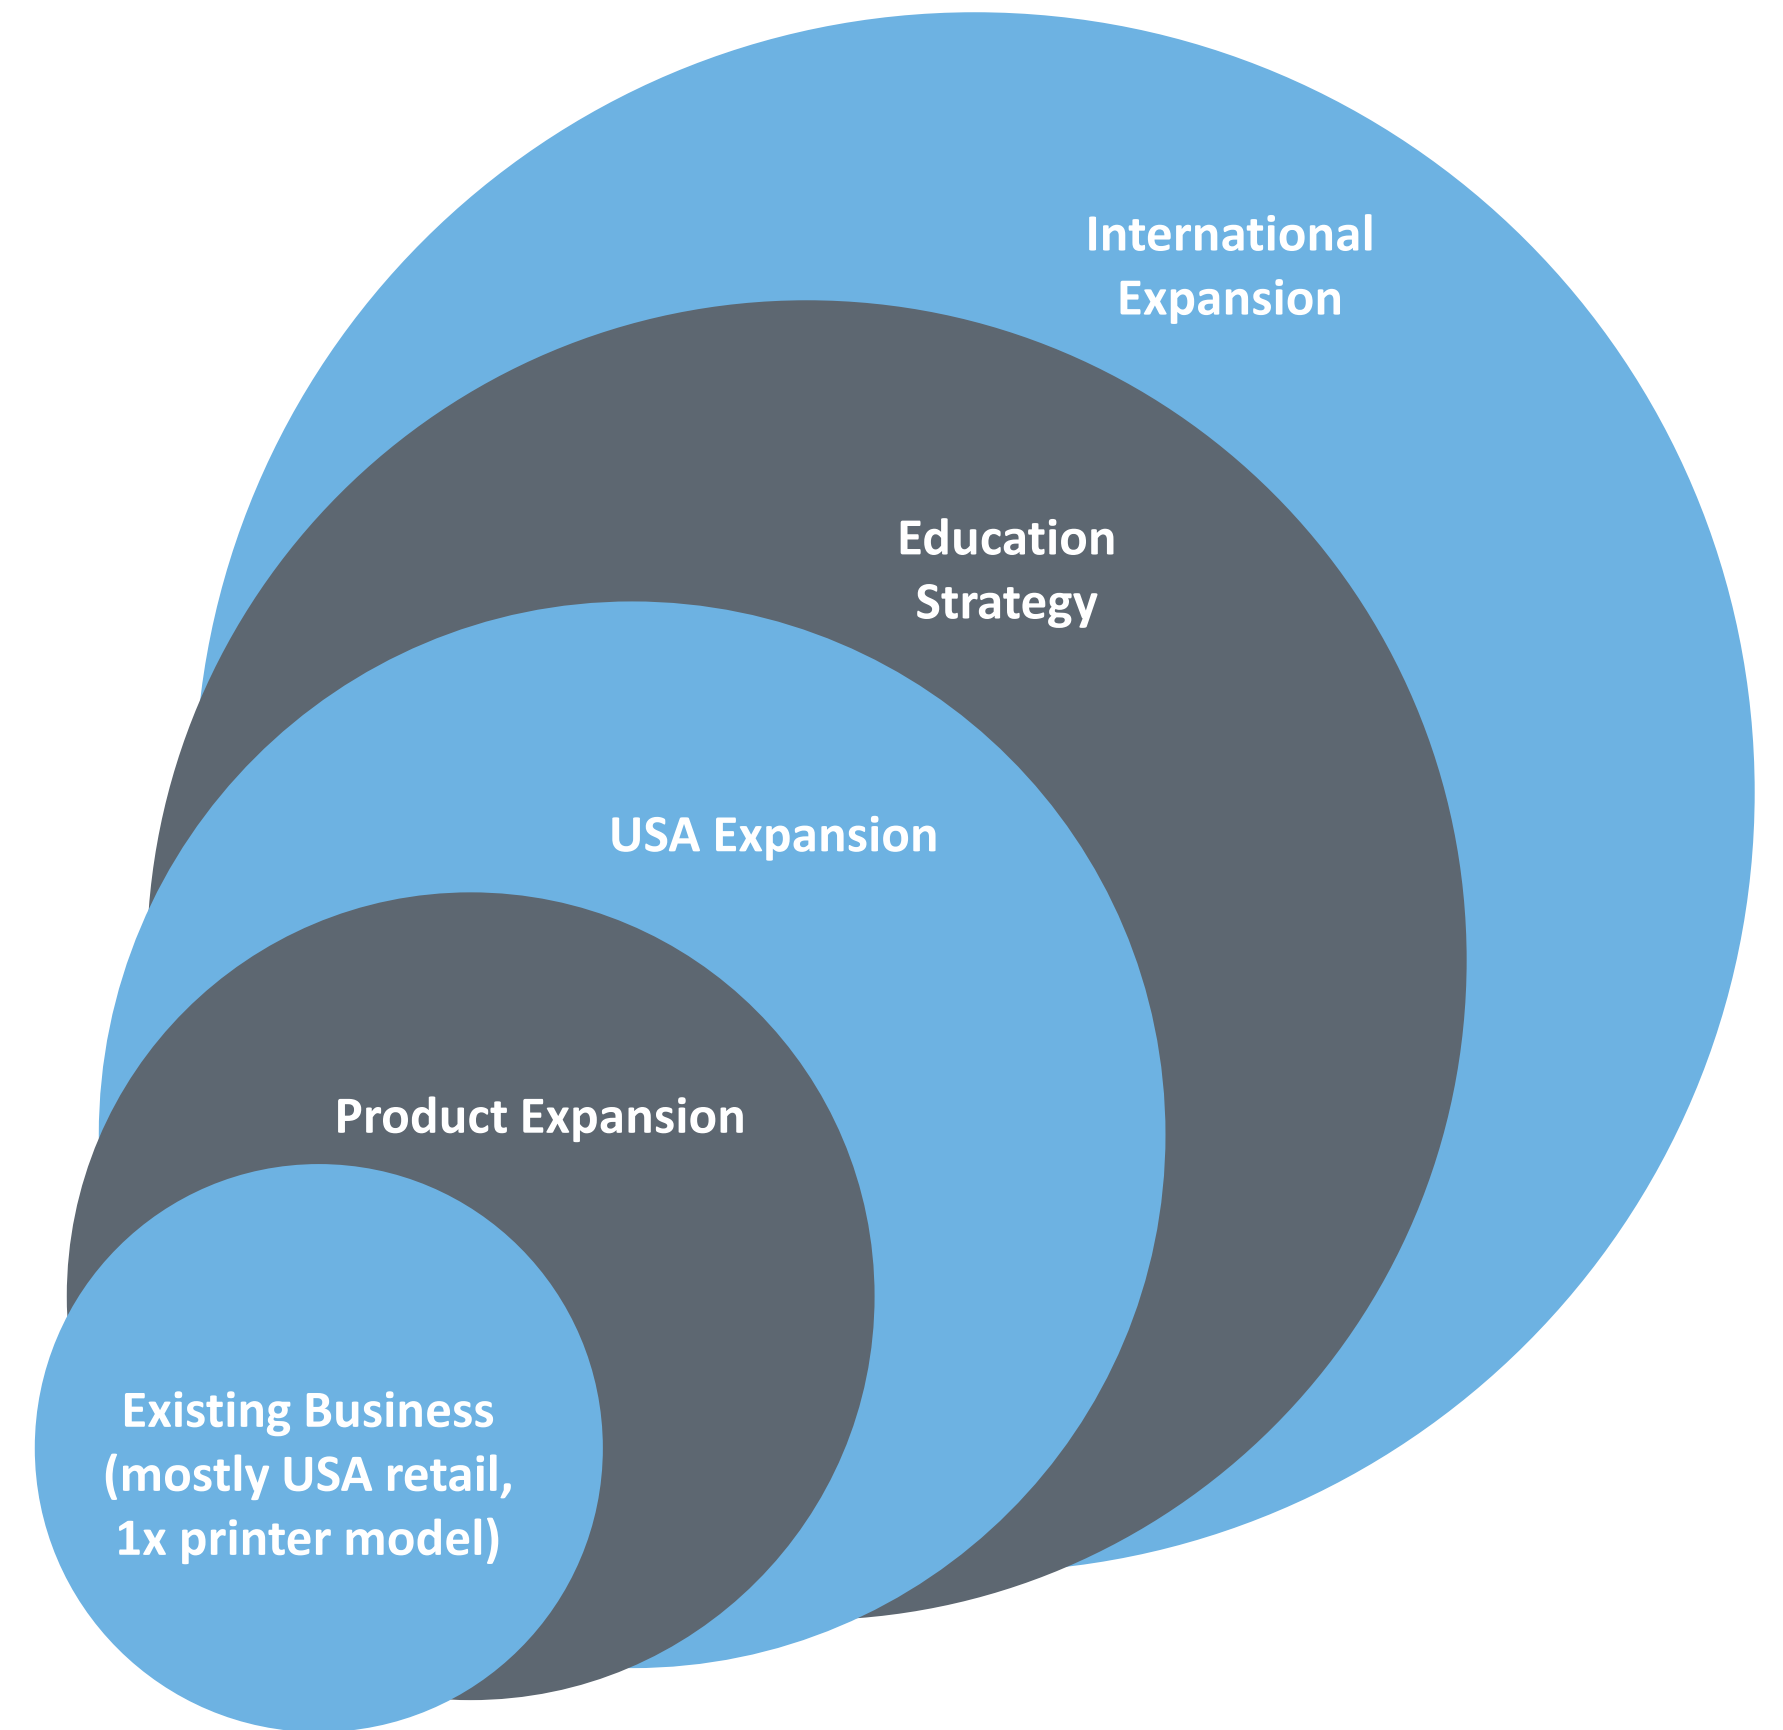 International
Expansion
Education
Strategy
USA Expansion
Product Expansion
Existing Business
(mostly USA retail,
1x printer model)